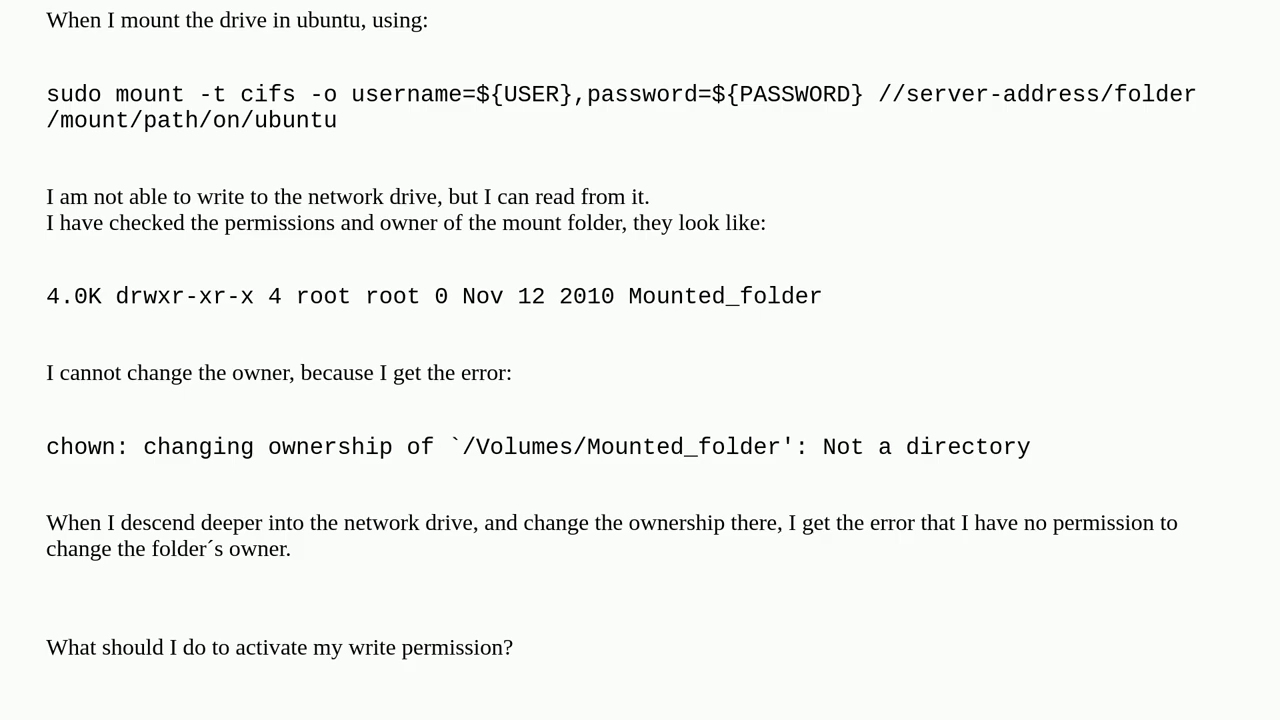 When I mount the drive in ubuntu, using:
sudo mount -t cifs -o username=${USER},password=${PASSWORD} //server-address/folder
/mount/path/on/ubuntu
I am not able to write to the network drive, but I can read from it.
I have checked the permissions and owner of the mount folder, they look like:
4.0K drwxr-xr-x 4 root root 0 Nov 12 2010 Mounted_folder
I cannot change the owner, because I get the error:
chown: changing ownership of `/Volumes/Mounted_folder': Not a directory
When I descend deeper into the network drive, and change the ownership there, I get the error that I have no permission to
change the folder´s owner.
What should I do to activate my write permission?